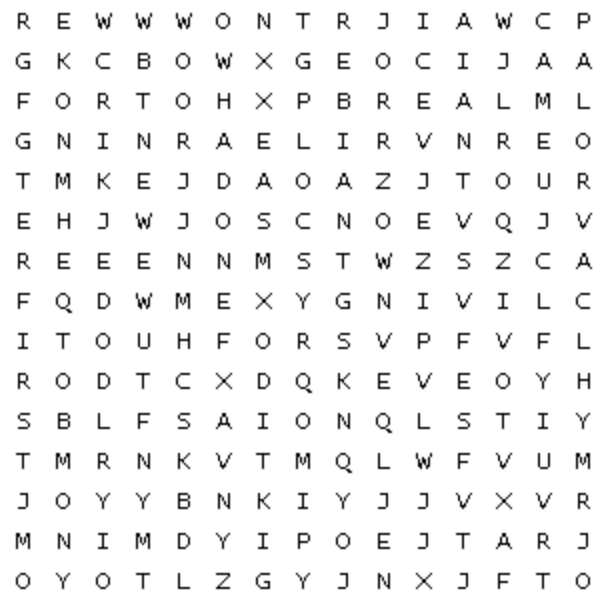 R E W W W O N T R J I A W C P
G K C B O W X G E O C I J A A
F O R T O H X P B R E A L M L
G N I N R A E L I R V N R E O
T M K E J D A O A Z J T O U R
E H J W J O S C N O E V Q J V
R E E E N N M S T W Z S Z C A
F Q D W M E X Y G N I V I L C
I T O U H F O R S V P F V F L
R O D T C X D Q K E V E O Y H
S B L F S A I O N Q L S T I Y
T M R N K V T M Q L W F V U M
J O Y Y B N K I Y J J V X V R
M N I M D Y I P O E J T A R J
O Y O T L Z G Y J N X J F T O